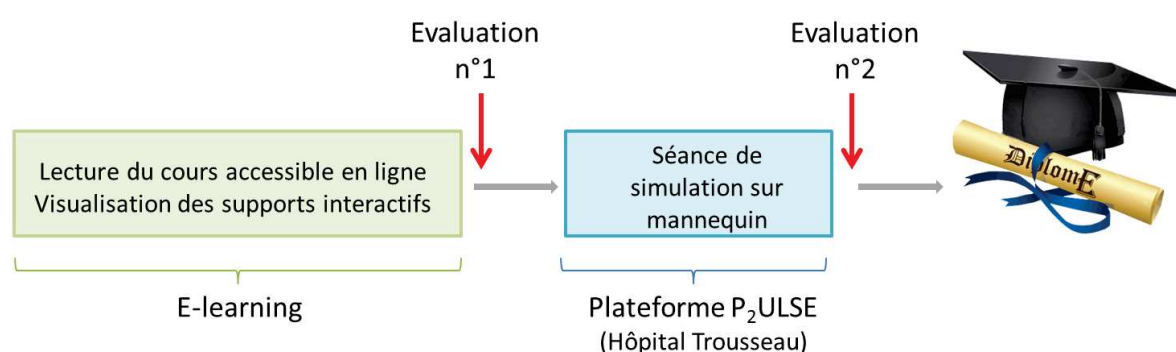 Evaluation
n°1
Evaluation
n°2
Lecture du cours accessible en ligne
Visualisation des supports interactifs
Séance de
simulation sur
mannequin
DiplomE
E-learning
Plateforme P₂ULSE
(Hôpital Trousseau)